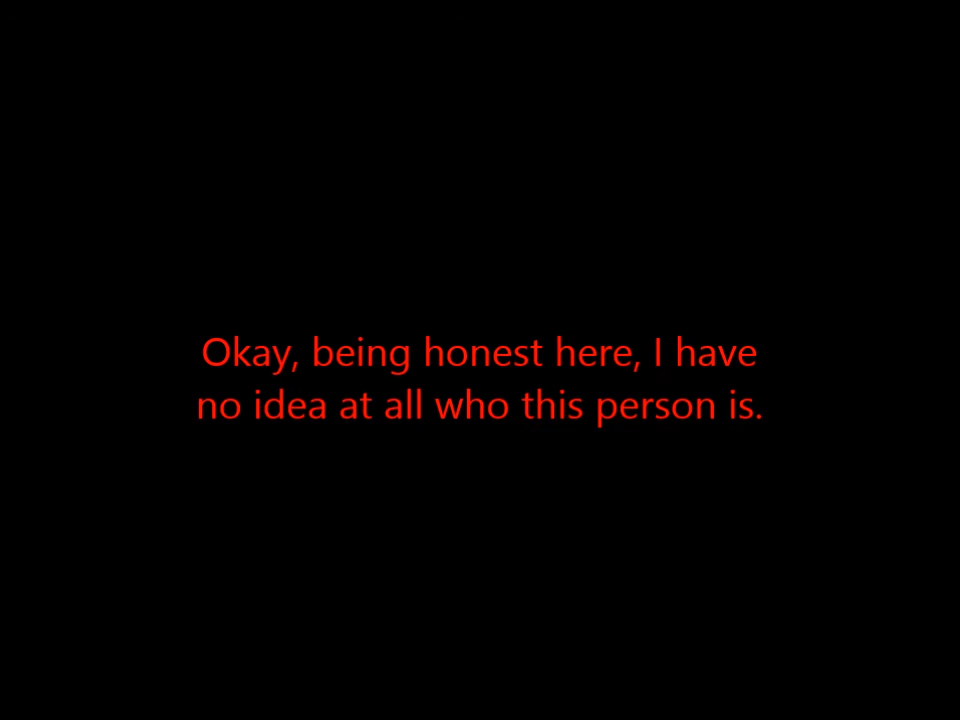 Okay, being honest here, I have
no idea at all who this person is.